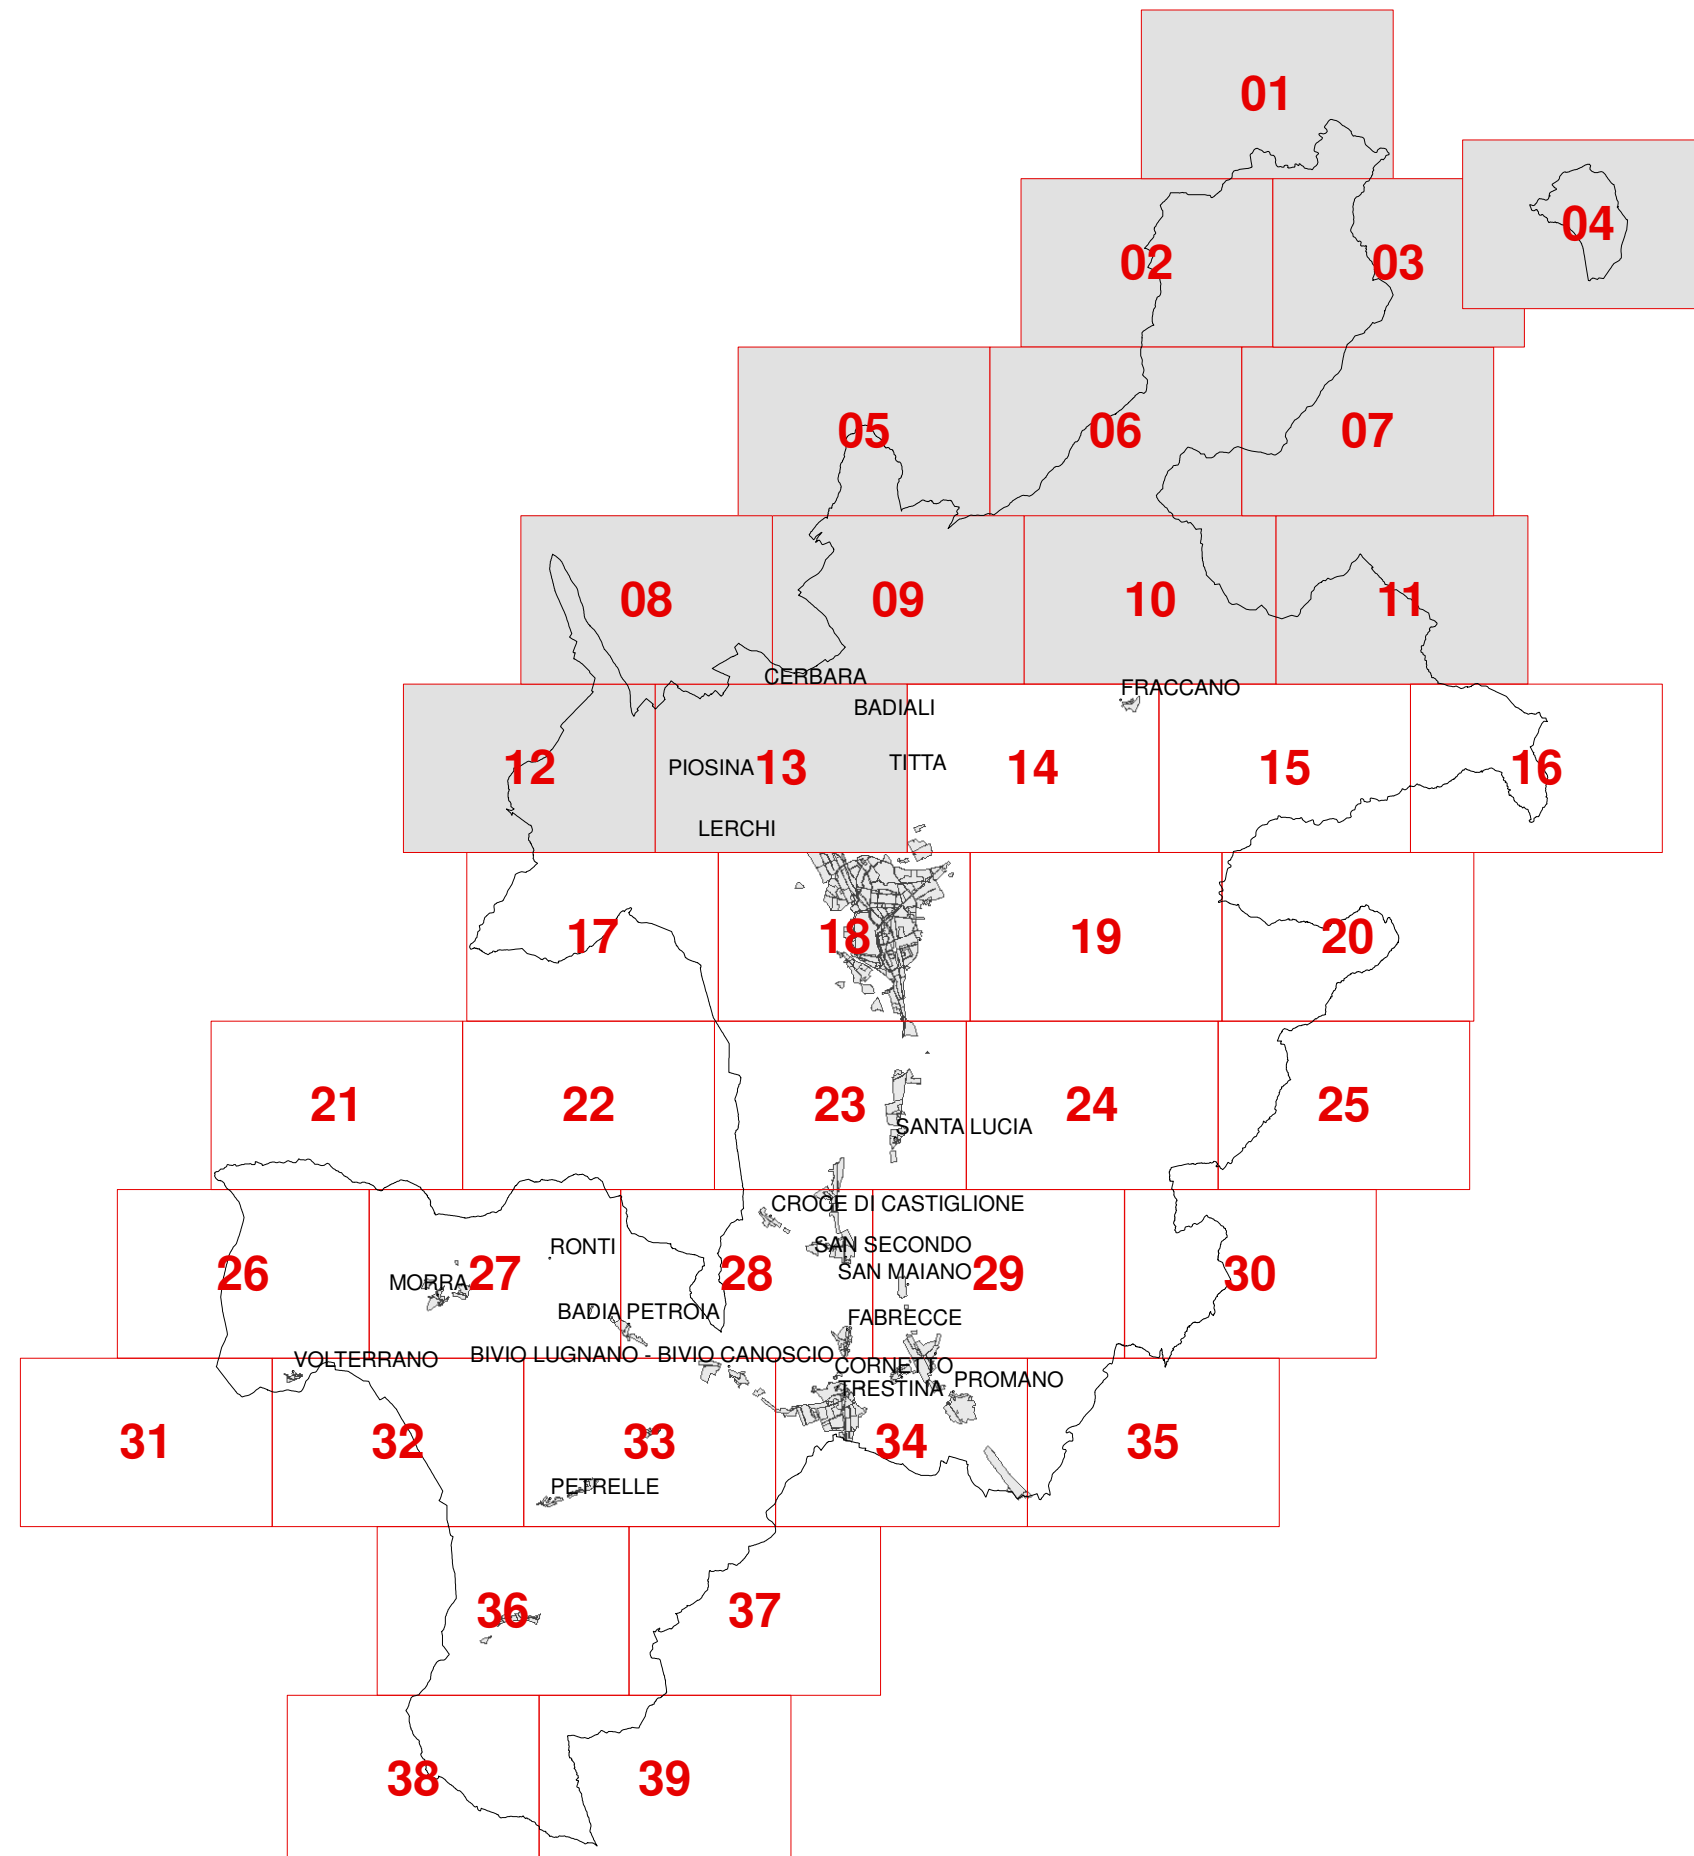 01
04
02
03
05
06
07
08
09
10
11
CERBARA
FRACCANO
BADIALI
TITTA
PIOSINA
12
13
14
15
16
LERCHI
17
18
19
20
21
22
23
24
25
SANTA LUCIA
CROCE DI CASTIGLIONE
RONTI
SAN SECONDO
SAN MAIANO
26
MORRA
27
28
29
30
BADIA PETROIA
FABRECCE
VOLTERRANO
BIVIO LUGNANO - BIVIO CANOSCIO
CORNETTO
PROMANO
TRESTINA
31
32
33
34
35
PETRELLE
36
37
38
39